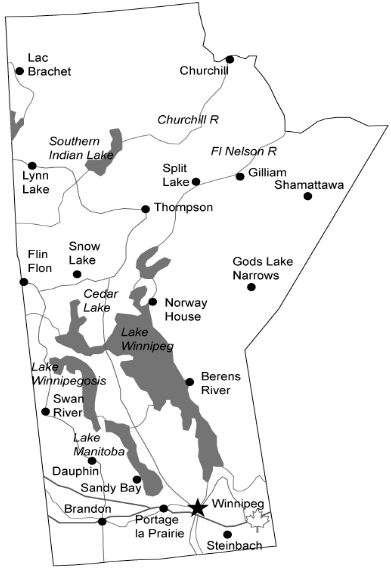 Lac
Brachet
Churchill
Churchill R
Southern
Indian Lake
Fl Nelson R
Lynn
Lake
Split
Lake
Gilliam
Shamattawa
Thompson
Flin
Flon
Snow
Lake
Gods Lake
Narrows
Cedar
Lake
Norway
House
Lake
Winnipeg
Lake
Winnipegosis
Berens
River
Swan
River
Lake
Manitoba
Dauphin
Sandy Bay
Brandon
Portage
la Prairie
Winnipeg
Steinbach